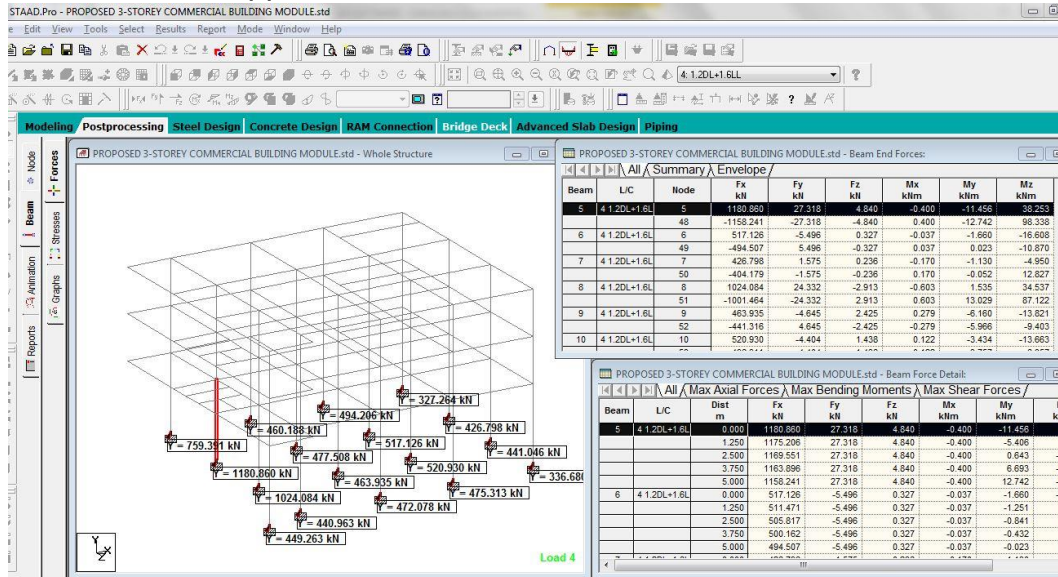 STAAD.Pro - PROPOSED 3-STOREY COMMERCIAL BUILDING MODULE.std
Edit View Tools Select Results Report Mode Window Help
4: 1.2DL+1.6LL
Modeling Postprocessing Steel Design Concrete Design RAM Connection Bridge Deck Advanced Slab Design Piping
Node
Beam
Animation
Reports
Forces
Stresses
Graphs
PROPOSED 3-STOREY COMMERCIAL BUILDING MODULE.std - Whole Structure
Y = 327.264 kN
Y = 494.206 kN
Y = 426.798 kN
Y = 460.188 kN
Y = 517.126 kN
Y = 759.391 kN
Y = 441.046 kN
Y = 477.508 kN
Y = 520.930 kN
Y = 1180.860 kN
Y = 336.68
Y = 463.935 kN
Y = 475.313 kN
Y = 1024.084 kN
Y = 472.078 kN
Y = 440.963 kN
Y = 449.263 kN
Y X Z
Load 4
PROPOSED 3-STOREY COMMERCIAL BUILDING MODULE.std - Beam End Forces:
All Summary Envelope
Beam L/C Node Fx kN Fy kN Fz kN Mx kNm My kNm Mz kNm
5 4 1.2DL+1.6L 5 1180.860 27.318 4.840 -0.400 -11.456 38.253
48 -1158.241 -27.318 -4.840 0.400 -12.742 98.338
6 4 1.2DL+1.6L 6 517.126 -5.496 0.327 -0.037 -1.660 -16.608
49 -494.507 5.496 -0.327 0.037 0.023 -10.870
7 4 1.2DL+1.6L 7 426.798 1.575 0.236 -0.170 -1.130 -4.950
50 -404.179 -1.575 -0.236 0.170 -0.052 12.827
8 4 1.2DL+1.6L 8 1024.084 24.332 -2.913 -0.603 1.535 34.537
51 -1001.464 -24.332 2.913 0.603 13.029 87.122
9 4 1.2DL+1.6L 9 463.935 -4.645 2.425 0.279 -6.160 -13.821
52 -441.316 4.645 -2.425 -0.279 -5.966 -9.403
10 4 1.2DL+1.6L 10 520.930 -4.404 1.438 0.122 -3.434 -13.663
PROPOSED 3-STOREY COMMERCIAL BUILDING MODULE.std - Beam Force Detail:
All Max Axial Forces Max Bending Moments Max Shear Forces
Beam L/C Dist m Fx kN Fy kN Fz kN Mx kNm My kNm
5 4 1.2DL+1.6L 0.000 1180.860 27.318 4.840 -0.400 -11.456
1.250 1175.206 27.318 4.840 -0.400 -5.406
2.500 1169.551 27.318 4.840 -0.400 0.643
3.750 1163.896 27.318 4.840 -0.400 6.693
5.000 1158.241 27.318 4.840 -0.400 12.742
6 4 1.2DL+1.6L 0.000 517.126 -5.496 0.327 -0.037 -1.660
1.250 511.471 -5.496 0.327 -0.037 -1.251
2.500 505.817 -5.496 0.327 -0.037 -0.841
3.750 500.162 -5.496 0.327 -0.037 -0.432
5.000 494.507 -5.496 0.327 -0.037 -0.023